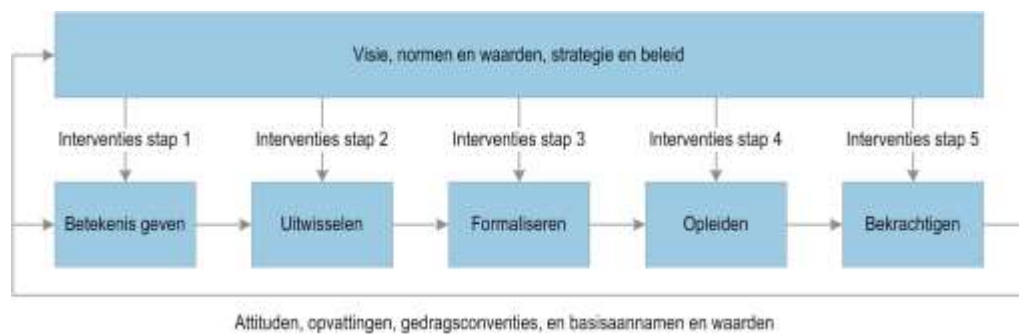 Visie, normen en waarden, strategie en beleid
Interventies stap 1
Interventies stap 2
Interventies stap 3
Interventies stap 4
Interventies stap 5
Betekenis geven
Uitwisselen
Formaliseren
Opleiden
Bekrachtigen
Attituden, opvattingen, gedragsconventies, en basisaannamen en waarden